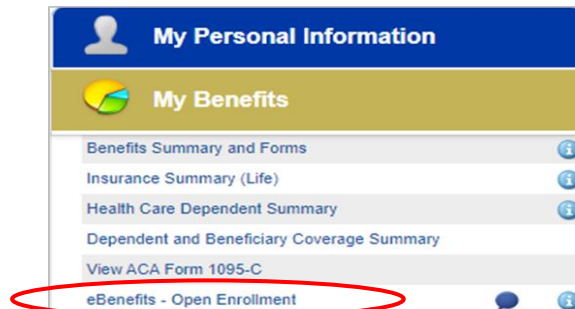 My Personal Information
My Benefits
Benefits Summary and Forms
Insurance Summary (Life)
Health Care Dependent Summary
Dependent and Beneficiary Coverage Summary
View ACA Form 1095-C
eBenefits - Open Enrollment